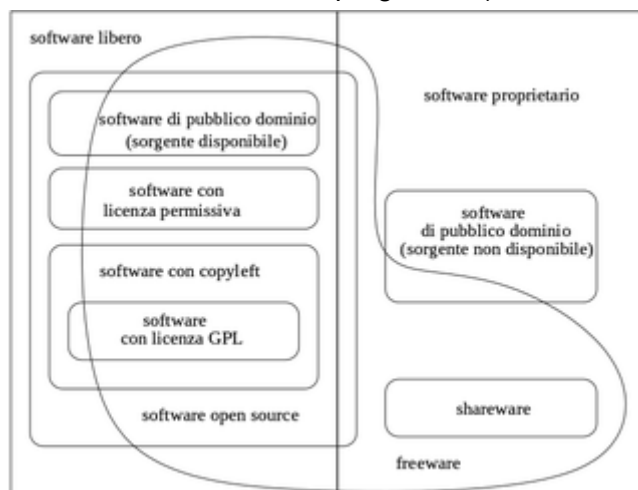 software libero
software proprietario
software di pubblico dominio
(sorgente disponibile)
software con
licenza permissiva
software
di pubblico dominio
(sorgente non disponibile)
software con copyleft
software
con licenza GPL
software open source
shareware
freeware